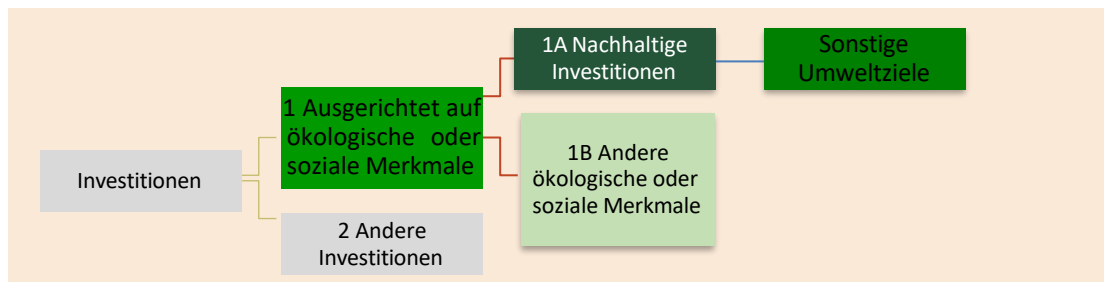 Investitionen
1 Ausgerichtet auf
ökologische oder
soziale Merkmale
2 Andere
Investitionen
1A Nachhaltige
Investitionen
1B Andere
ökologische oder
soziale Merkmale
Sonstige
Umweltziele